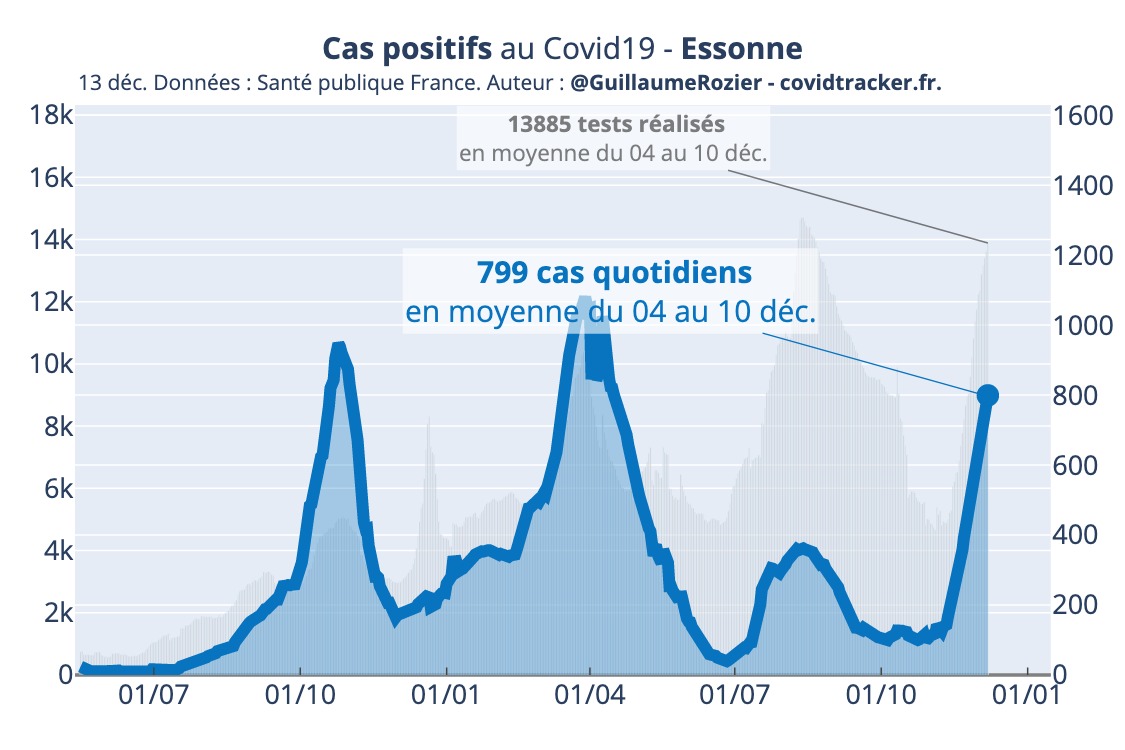 Cas positifs au Covid19 - Essonne
13 déc. Données : Santé publique France. Auteur : @GuillaumeRozier - covidtracker.fr.
18k
16k
14k
12k
10k
8k
6k
4k
2k
0
13885 tests réalisés
en moyenne du 04 au 10 déc.
799 cas quotidiens
en moyenne du 04 au 10 déc.
1600
1400
1200
1000
800
600
400
200
0
01/07
01/10
01/01
01/04
01/07
01/10
01/01